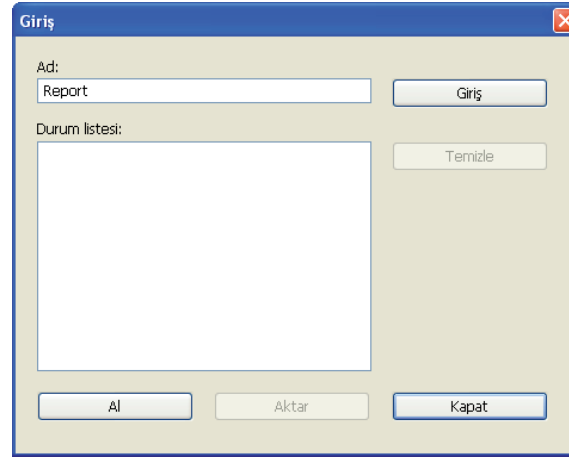 Giriş
Ad:
Report
Giriş
Durum listesi:
Temizle
Al
Aktar
Kapat